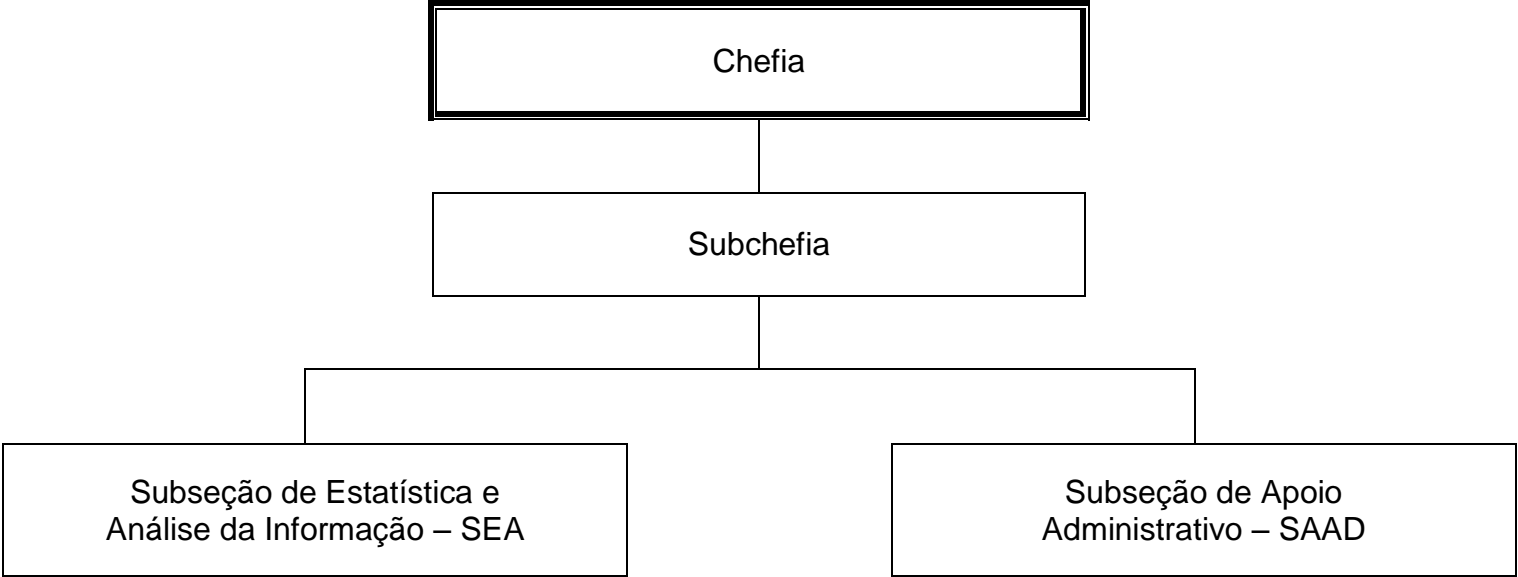 Chefia
Subchefia
Subseção de Estatística e
Análise da Informação – SEA
Subseção de Apoio
Administrativo – SAAD